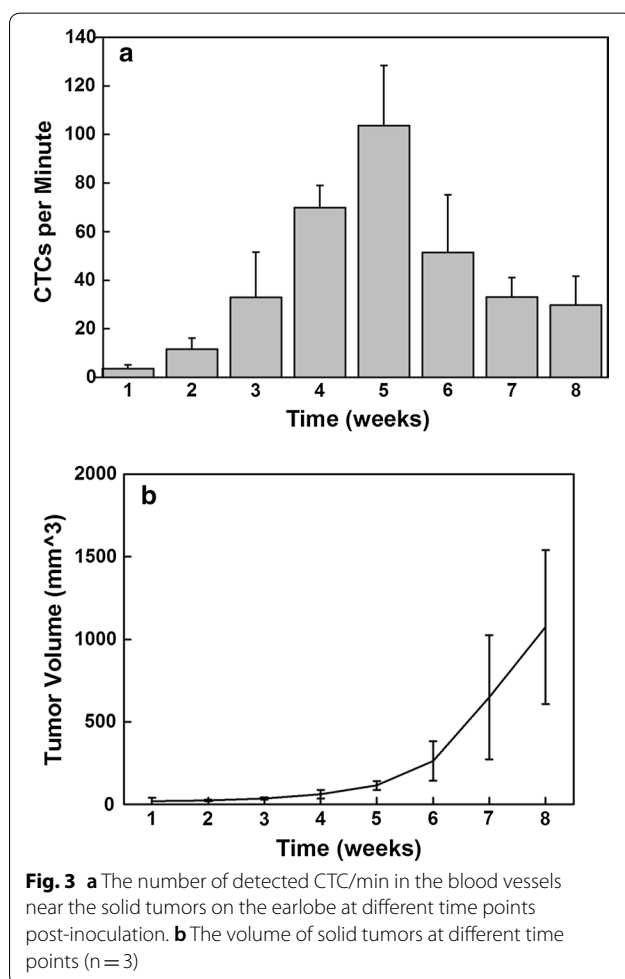 a
140
120
100
80
60
40
20
0
CTCs per Minute
1 2 3 4 5 6 7 8
Time (weeks)
b
2000
1500
1000
500
0
Tumor Volume (mm^3)
1 2 3 4 5 6 7 8
Time (weeks)
Fig. 3 a The number of detected CTC/min in the blood vessels
near the solid tumors on the earlobe at different time points
post-inoculation. b The volume of solid tumors at different time
points (n = 3)